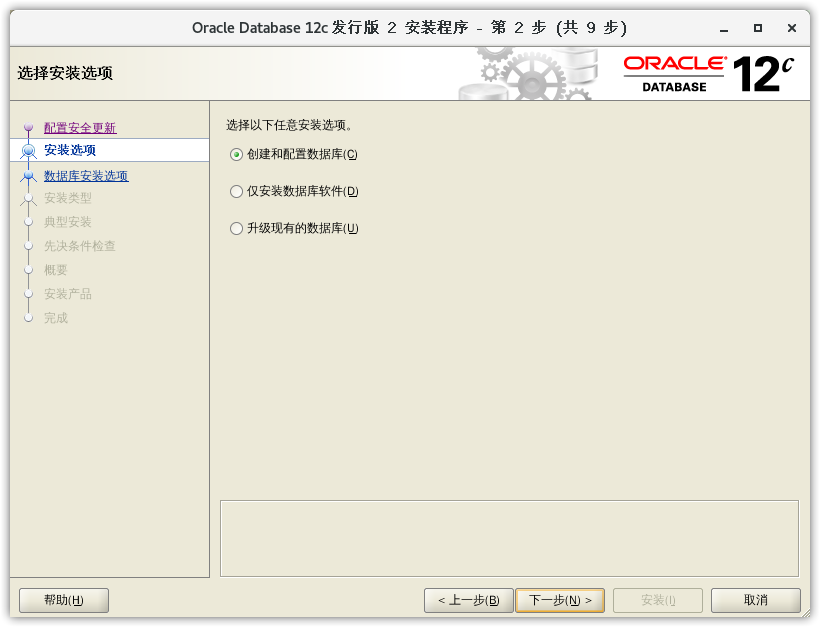 Oracle Database 12c 发行版 2 安装程序 - 第 2 步 (共 9 步)
选择安装选项
ORACLE®
DATABASE
12c
配置安全更新
安装选项
数据库安装选项
安装类型
典型安装
先决条件检查
概要
安装产品
完成
选择以下任意安装选项。
创建和配置数据库(C)
仅安装数据库软件(D)
升级现有的数据库(U)
帮助(H)
< 上一步(B)
下一步(N) >
安装(I)
取消